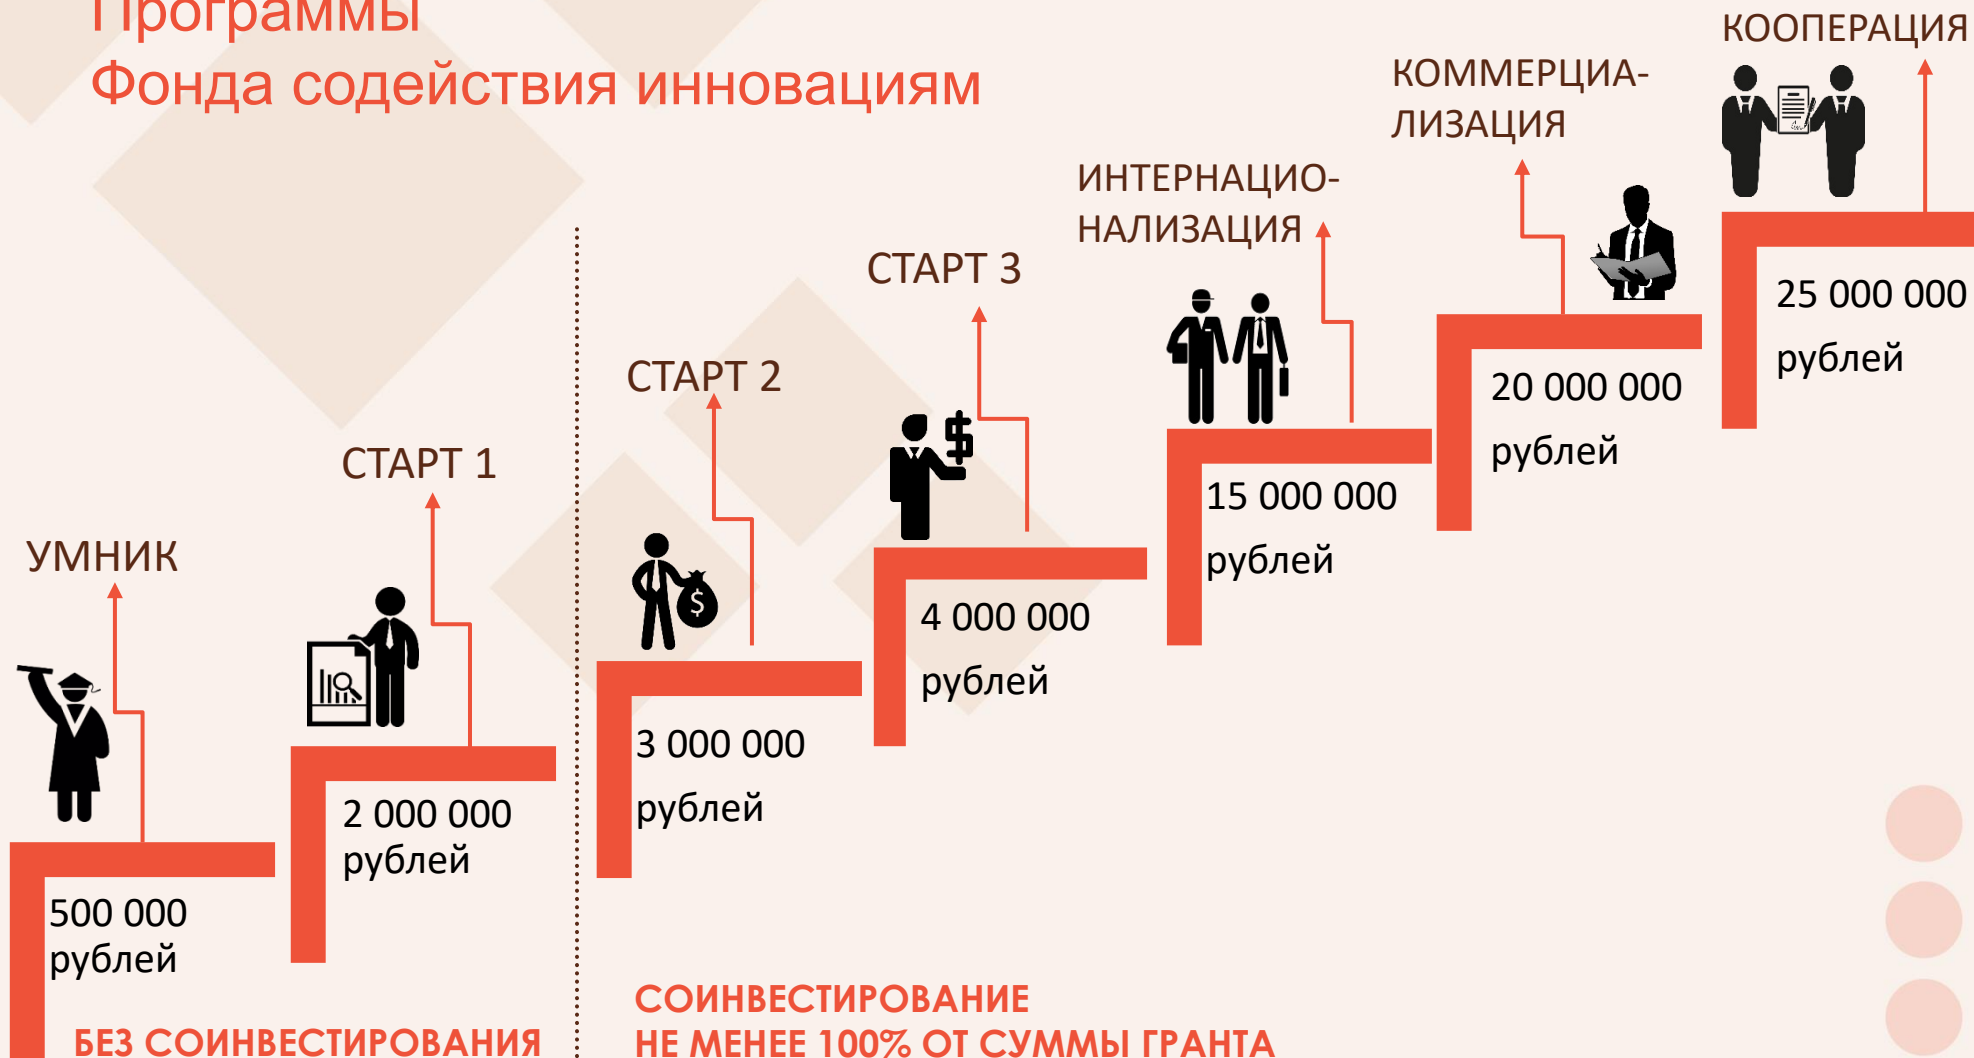 Программы
Фонда содействия инновациям
УМНИК
500 000
рублей
СТАРТ 1
2 000 000
рублей
БЕЗ СОИНВЕСТИРОВАНИЯ
СТАРТ 2
3 000 000
рублей
СТАРТ 3
4 000 000
рублей
ИНТЕРНАЦИО-
НАЛИЗАЦИЯ
15 000 000
рублей
КОММЕРЦИА-
ЛИЗАЦИЯ
20 000 000
рублей
КООПЕРАЦИЯ
25 000 000
рублей
СОИНВЕСТИРОВАНИЕ
НЕ МЕНЕЕ 100% ОТ СУММЫ ГРАНТА